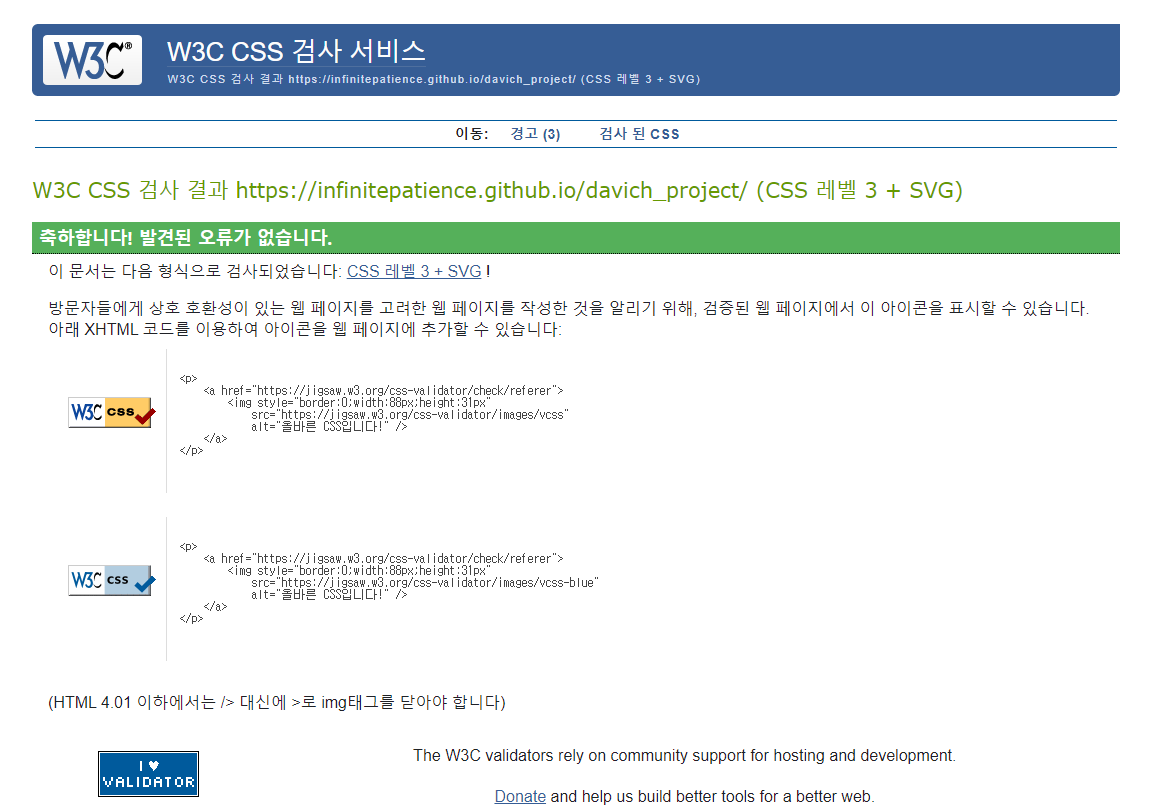 W3C® W3C CSS 검사 서비스
W3C CSS 검사 결과 https://infinitepatience.github.io/davich_project/ (CSS 레벨 3 + SVG)
이동: 경고 (3) 검사 된 CSS
W3C CSS 검사 결과 https://infinitepatience.github.io/davich_project/ (CSS 레벨 3 + SVG)
축하합니다! 발견된 오류가 없습니다.
이 문서는 다음 형식으로 검사되었습니다: CSS 레벨 3 + SVG !
방문자들에게 상호 호환성이 있는 웹 페이지를 고려한 웹 페이지를 작성한 것을 알리기 위해, 검증된 웹 페이지에서 이 아이콘을 표시할 수 있습니다.
아래 XHTML 코드를 이용하여 아이콘을 웹 페이지에 추가할 수 있습니다:
W3C css
<p>
<a href="https://jigsaw.w3.org/css-validator/check/referer">
<img style="border:0;width:88px;height:31px"
src="https://jigsaw.w3.org/css-validator/images/vcss"
alt="올바른 CSS입니다!" />
</a>
</p>
W3C css
<p>
<a href="https://jigsaw.w3.org/css-validator/check/referer">
<img style="border:0;width:88px;height:31px"
src="https://jigsaw.w3.org/css-validator/images/vcss-blue"
alt="올바른 CSS입니다!" />
</a>
</p>
(HTML 4.01 이하에서는 /> 대신에 >로 img태그를 닫아야 합니다)
I ♥
VALIDATOR
The W3C validators rely on community support for hosting and development.
Donate and help us build better tools for a better web.